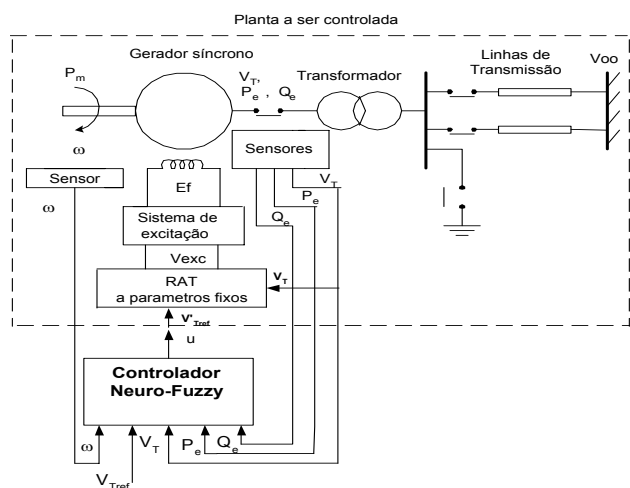 Planta a ser controlada
Gerador síncrono
Linhas de
Transmissão
Voo
Pm
VT,
Pe , Qe
Transformador
ω
Sensores
Sensor
ω
Ef
VT
Pe
Qe
Sistema de
excitação
Vexc
RAT
a parametros fixos
VT
V'Tref
u
Controlador
Neuro-Fuzzy
ω
VT
Pe
Qe
VTref